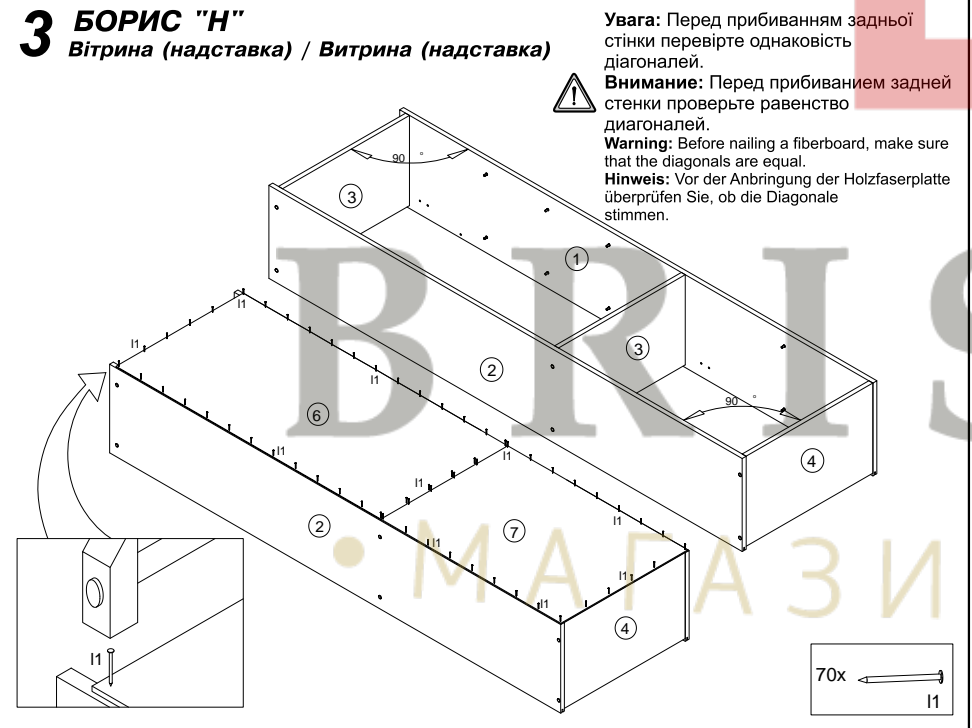 3 БОРИС "Н"
Вітрина (надставка) / Витрина (надставка)
Увага: Перед прибиванням задньої
стінки перевірте однаковість
діагоналей.
Внимание: Перед прибиванием задней
стенки проверьте равенство
диагоналей.
Warning: Before nailing a fiberboard, make sure
that the diagonals are equal.
Hinweis: Vor der Anbringung der Holzfaserplatte
überprüfen Sie, ob die Diagonale
stimmen.
90
3
1
3
2
90
4
I1
I1
I1
6
I1
I1
I1
2
7
I1
I1
I1
I1
4
I1
70x
I1
BRIS
• МАГАЗИ